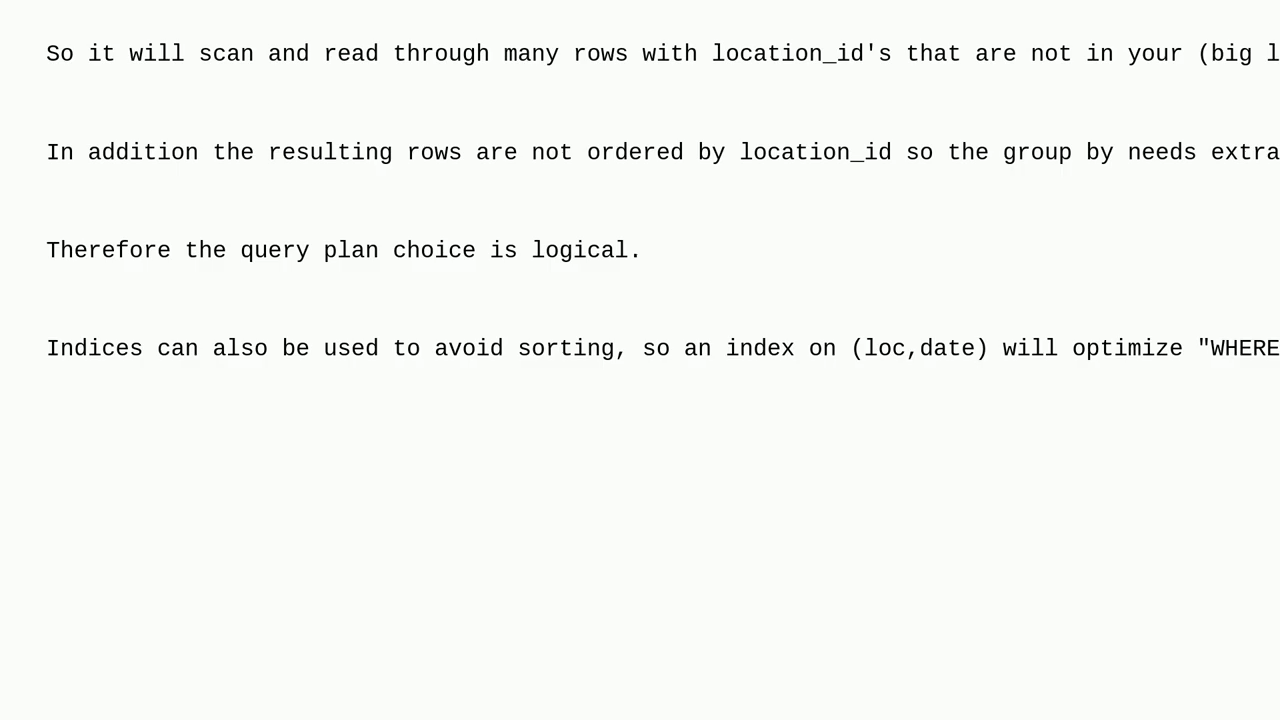 So it will scan and read through many rows with location_id's that are not in your (big
In addition the resulting rows are not ordered by location_id so the group by needs extra
Therefore the query plan choice is logical.
Indices can also be used to avoid sorting, so an index on (loc,date) will optimize "WHERE